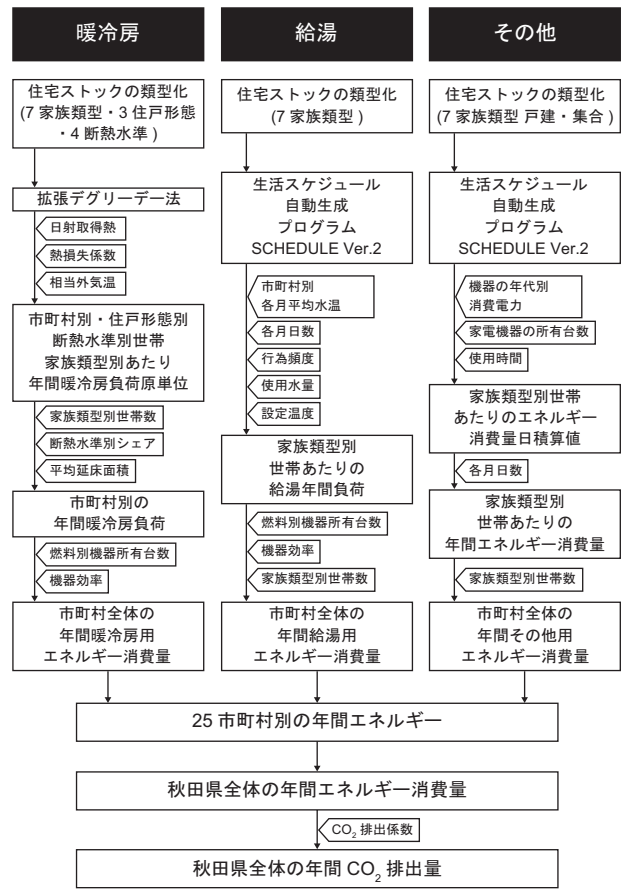 暖冷房
住宅ストックの類型化
(7 家族類型・3 住戸形態
・4 断熱水準 )
拡張デグリーデー法
日射取得熱
熱損失係数
相当外気温
市町村別・住戸形態別
断熱水準別世帯
家族類型別あたり
年間暖冷房負荷原単位
家族類型別世帯数
断熱水準別シェア
平均延床面積
市町村別の
年間暖冷房負荷
燃料別機器所有台数
機器効率
市町村全体の
年間暖冷房用
エネルギー消費量
給湯
住宅ストックの類型化
(7 家族類型 )
生活スケジュール
自動生成
プログラム
SCHEDULE Ver.2
市町村別
各月平均水温
各月日数
行為頻度
使用水量
設定温度
家族類型別
世帯あたりの
給湯年間負荷
燃料別機器所有台数
機器効率
家族類型別世帯数
市町村全体の
年間給湯用
エネルギー消費量
その他
住宅ストックの類型化
(7 家族類型 戸建・集合 )
生活スケジュール
自動生成
プログラム
SCHEDULE Ver.2
機器の年代別
消費電力
家電機器の所有台数
使用時間
家族類型別世帯
あたりのエネルギー
消費量日積算値
各月日数
家族類型別
世帯あたりの
年間エネルギー消費量
家族類型別世帯数
市町村全体の
年間その他用
エネルギー消費量
25 市町村別の年間エネルギー
秋田県全体の年間エネルギー消費量
CO₂ 排出係数
秋田県全体の年間 CO₂ 排出量